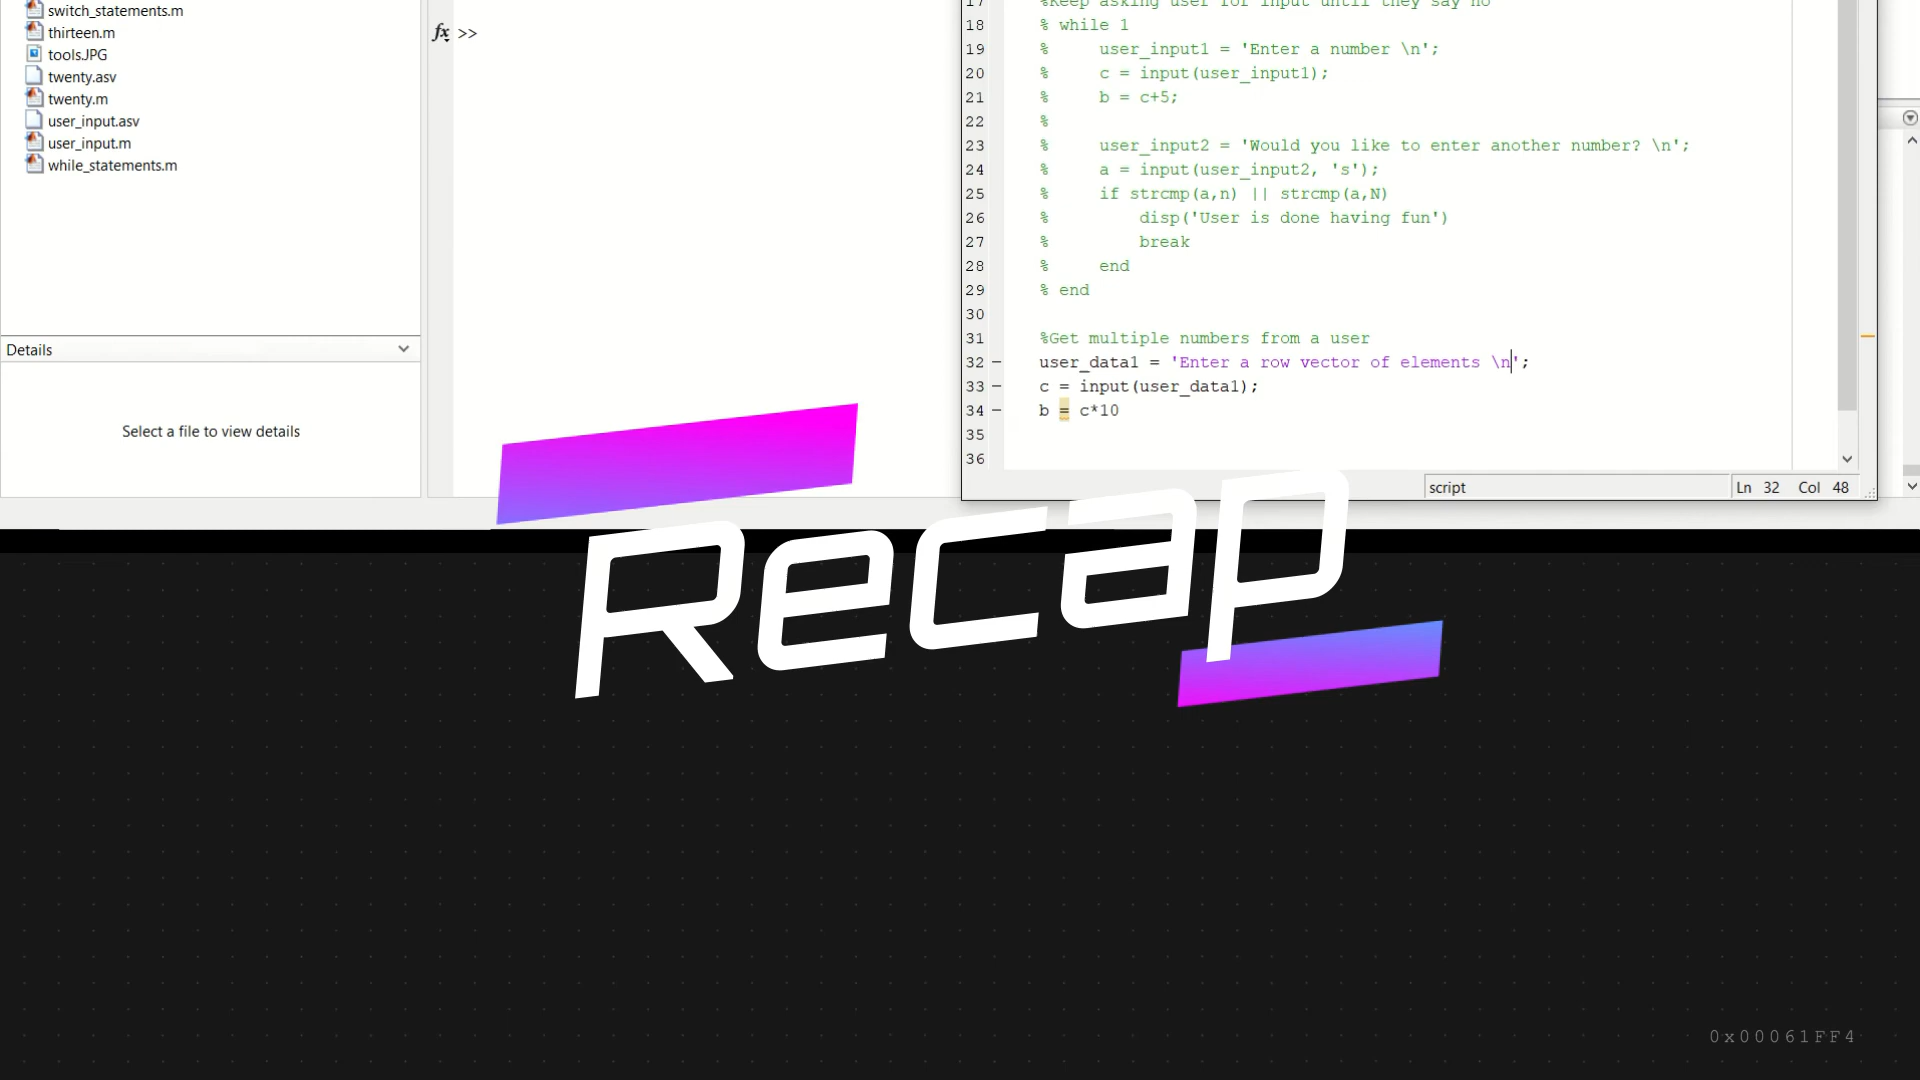 switch_statements.m
thirteen.m
tools.JPG
twenty.asv
twenty.m
user_input.asv
user_input.m
while_statements.m
Details
Select a file to view details
fx >>
17 %Keep asking user for input until they say no
18 % while 1
19 %     user_input1 = 'Enter a number \n';
20 %     c = input(user_input1);
21 %     b = c+5;
22 %
23 %     user_input2 = 'Would you like to enter another number? \n';
24 %     a = input(user_input2, 's');
25 %     if strcmp(a,n) || strcmp(a,N)
26 %         disp('User is done having fun')
27 %         break
28 %     end
29 % end
30
31 %Get multiple numbers from a user
32 – user_data1 = 'Enter a row vector of elements \n';
33 – c = input(user_data1);
34 – b = c*10
35
36
script Ln 32 Col 48
Recap
0x00061FF4